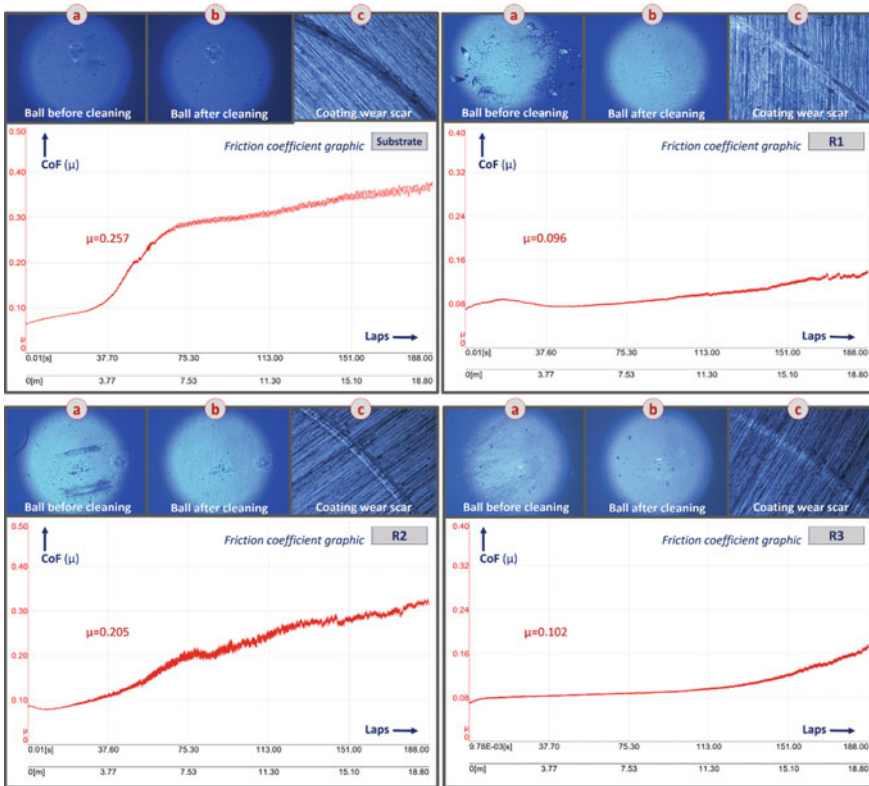 a b c
Ball before cleaning Ball after cleaning Coating wear scar
0.50
CoF (μ)
Friction coefficient graphic Substrate
0.40
0.30
μ=0.257
0.20
0.10
Laps
μ
0
0.01[s] 37.70 75.30 113.00 151.00 188.00
0[m] 3.77 7.53 11.30 15.10 18.80
a b c
Ball before cleaning Ball after cleaning Coating wear scar
0.40
CoF (μ)
Friction coefficient graphic R1
0.32
0.24
μ=0.096
0.16
0.08
Laps
μ
0
0.01[s] 37.60 75.30 113.00 151.00 188.00
0[m] 3.77 7.53 11.30 15.10 18.80
a b c
Ball before cleaning Ball after cleaning Coating wear scar
0.50
CoF (μ)
Friction coefficient graphic R2
0.40
0.30
μ=0.205
0.20
0.10
Laps
μ
0
0.01[s] 37.60 75.30 113.00 151.00 188.00
0[m] 3.77 7.53 11.30 15.10 18.80
a b c
Ball before cleaning Ball after cleaning Coating wear scar
0.40
CoF (μ)
Friction coefficient graphic R3
0.32
0.24
μ=0.102
0.16
0.08
Laps
μ
0
9.78E-03[s] 37.70 75.30 113.00 151.00 188.00
0[m] 3.77 7.53 11.30 15.10 18.80